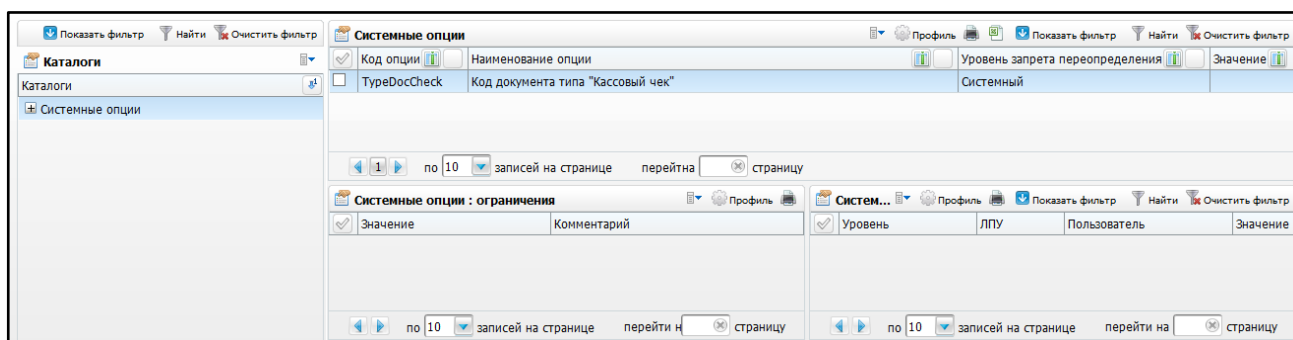 Показать фильтр Найти Очистить фильтр
Каталоги
Каталоги
Системные опции
Системные опции Профиль Показать фильтр Найти Очистить фильтр
Код опции Наименование опции Уровень запрета переопределения Значение
TypeDocCheck Код документа типа "Кассовый чек" Системный
1 по 10 записей на странице перейтна страницу
Системные опции : ограничения Профиль
Значение Комментарий
по 10 записей на странице перейти н страницу
Систем... Профиль Показать фильтр Найти Очистить фильтр
Уровень ЛПУ Пользователь Значение
по 10 записей на странице перейти на страницу